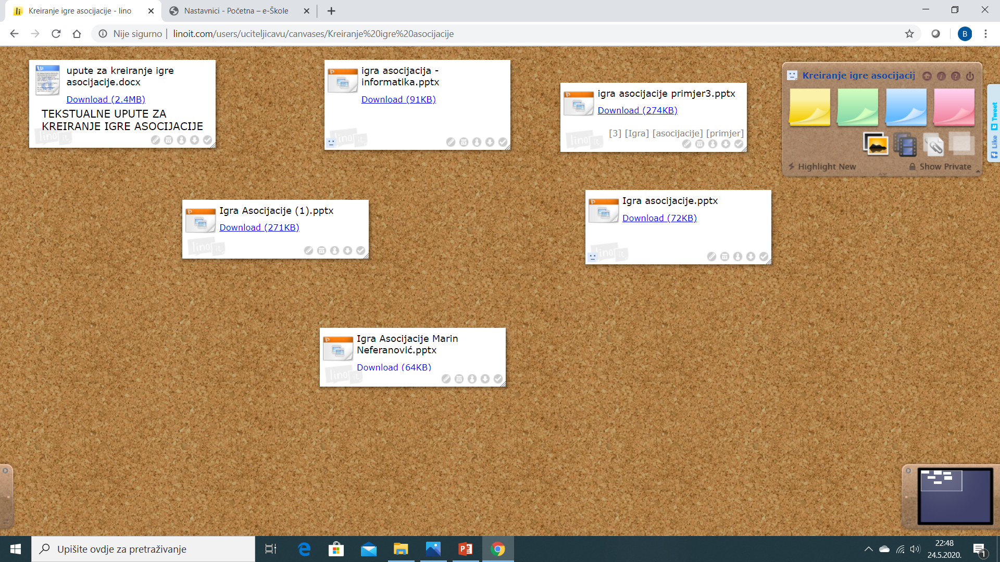 Kreiranje igre asocijacije - lino
Nastavnici - Početna – e-Škole
Nije sigurno
linoit.com/users/uciteljicavu/canvases/Kreiranje%20igre%20asocijacije
B
upute za kreiranje igre
asocijacije.docx
Download (2.4MB)
TEKSTUALNE UPUTE ZA
KREIRANJE IGRE ASOCIJACIJE
igra asocijacija -
informatika.pptx
Download (91KB)
igra asocijacije primjer3.pptx
Download (274KB)
[3] [Igra] [asocijacije] [primjer]
Kreiranje igre asocijacij
Highlight New
Show Private
Tweet
Like
Igra Asocijacije (1).pptx
Download (271KB)
Igra asocijacije.pptx
Download (72KB)
Igra Asocijacije Marin
Neferanović.pptx
Download (64KB)
Upišite ovdje za pretraživanje
22:48
24.5.2020.
1